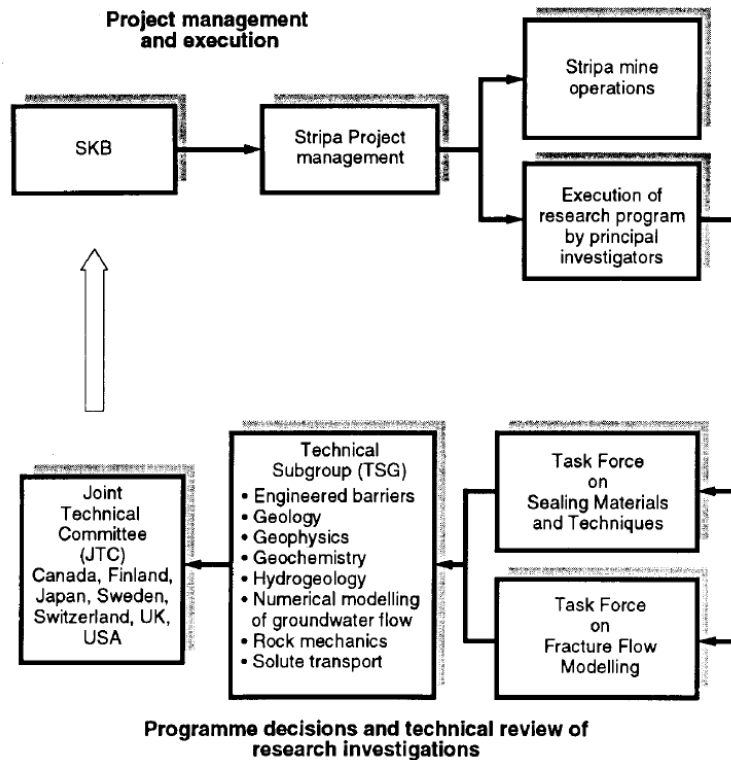 Project management
and execution
SKB
Stripa Project
management
Stripa mine
operations
Execution of
research program
by principal
investigators
Joint
Technical
Committee
(JTC)
Canada, Finland,
Japan, Sweden,
Switzerland, UK,
USA
Technical
Subgroup (TSG)
• Engineered barriers
• Geology
• Geophysics
• Geochemistry
• Hydrogeology
• Numerical modelling
of groundwater flow
• Rock mechanics
• Solute transport
Task Force
on
Sealing Materials
and Techniques
Task Force
on
Fracture Flow
Modelling
Programme decisions and technical review of
research investigations